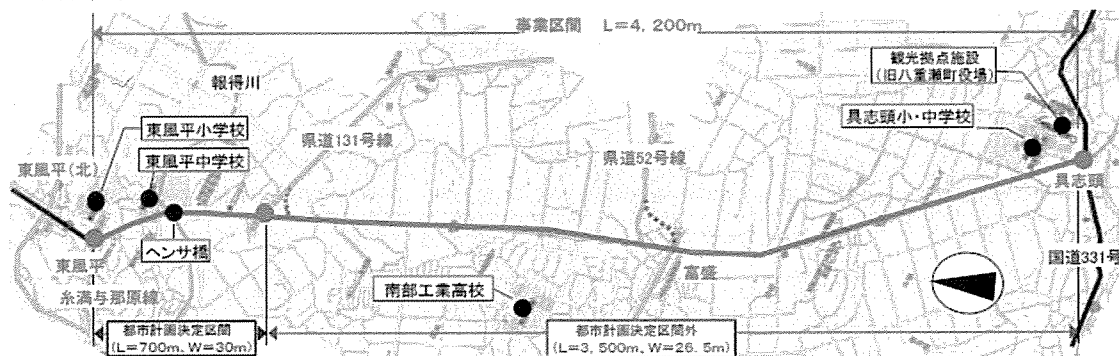 事業区間　L=4,200m
観光拠点施設
(旧八重瀬町役場)
報得川
具志頭小・中学校
東風平小学校
県道131号線
県道52号線
東風平中学校
東風平(北)
具志頭
ヘンサ橋
東風平
国道331号
富盛
糸満与那原線
南部工業高校
都市計画決定区間
(L=700m、W=30m)
都市計画決定区間外
(L=3,500m、W=26.5m)